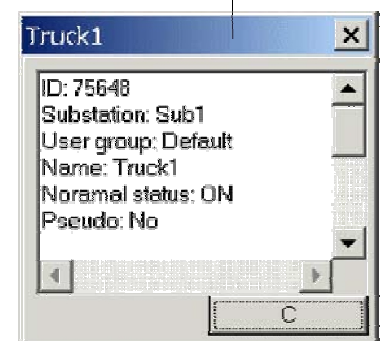 Truck1
ID: 75648
Substation: Sub1
User group: Default
Name: Truck1
Noramal status: ON
Pseudo: No
C